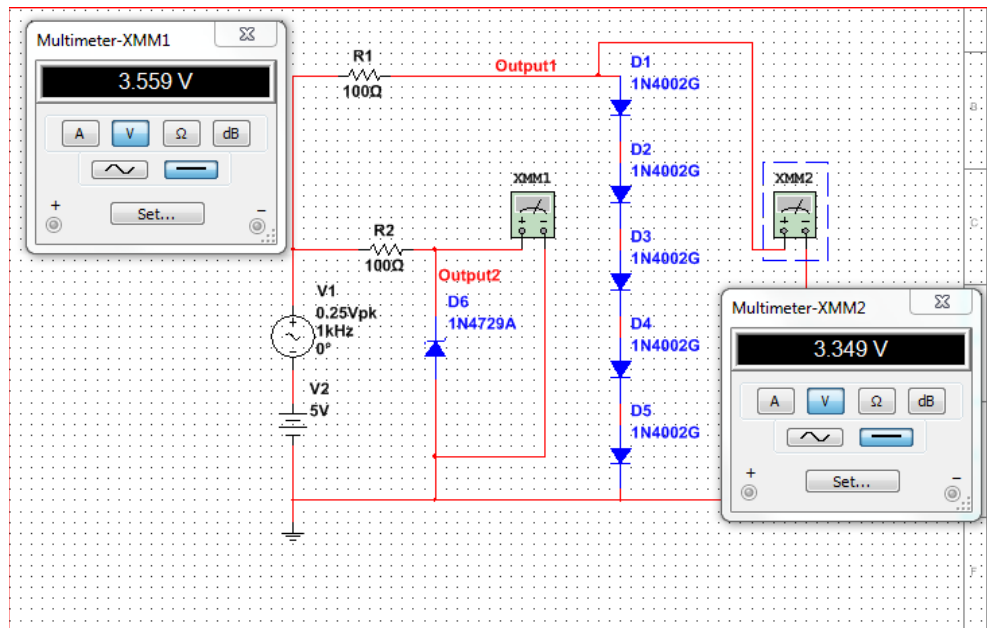 Multimeter-XMM1
3.559 V
A V Ω dB
+ Set... −
R1
100Ω
Output1
D1
1N4002G
D2
1N4002G
XMM1
+ −
XMM2
+ −
R2
100Ω
Output2
D3
1N4002G
D6
1N4729A
V1
0.25Vpk
1kHz
0°
+
D4
1N4002G
V2
5V
D5
1N4002G
Multimeter-XMM2
3.349 V
A V Ω dB
+ Set... −
a
C
F